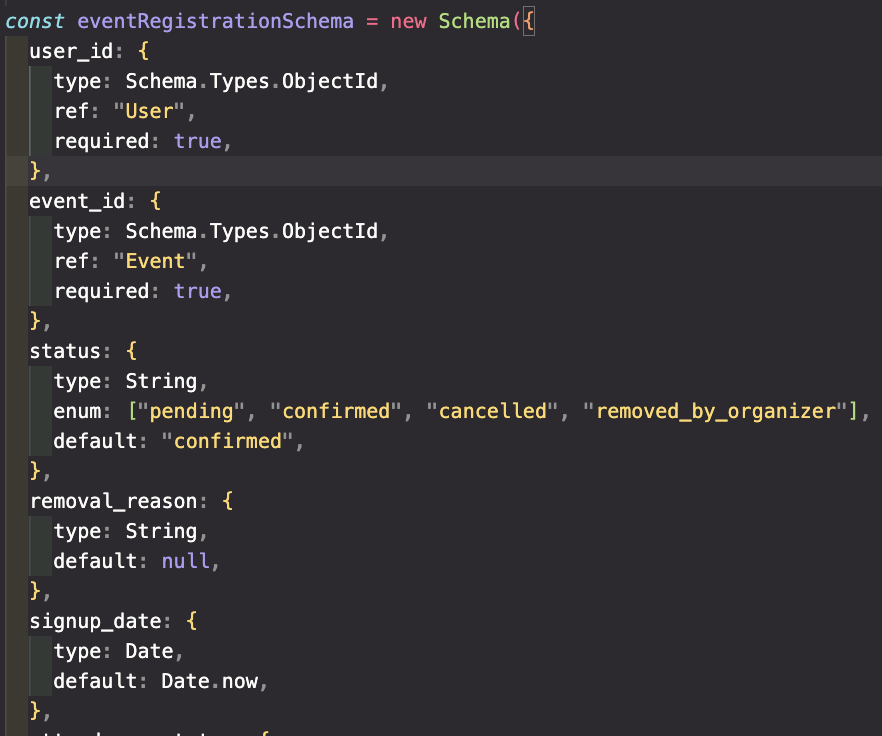 const eventRegistrationSchema = new Schema({
  user_id: {
    type: Schema.Types.ObjectId,
    ref: "User",
    required: true,
  },
  event_id: {
    type: Schema.Types.ObjectId,
    ref: "Event",
    required: true,
  },
  status: {
    type: String,
    enum: ["pending", "confirmed", "cancelled", "removed_by_organizer"],
    default: "confirmed",
  },
  removal_reason: {
    type: String,
    default: null,
  },
  signup_date: {
    type: Date,
    default: Date.now,
  },